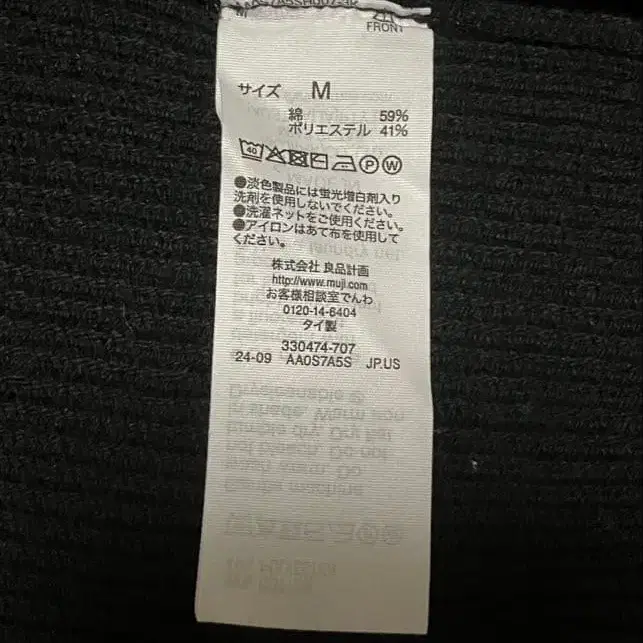 FRONT
サイズ M
綿 59%
ポリエステル 41%
40 P W
●淡色製品には蛍光増白剤入り
洗剤を使用しないでください。
●洗濯ネットをご使用ください。
●アイロンはあて布を使用して
ください。
株式会社 良品計画
http://www.muji.com
お客様相談室でんわ
0120-14-6404
タイ製
330474-707
24-09 AA0S7A5S JP.US